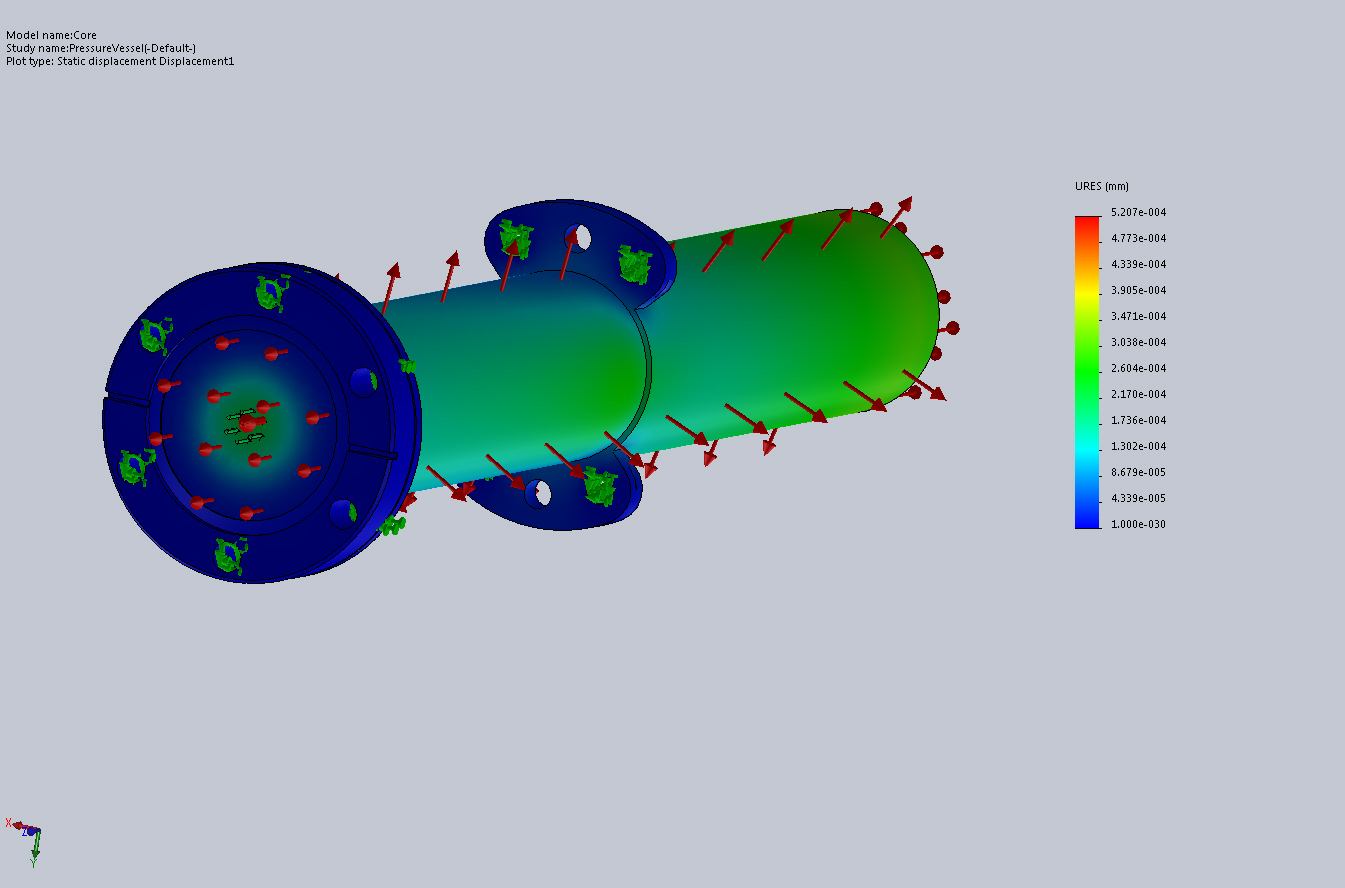 Model name:Core
Study name:PressureVessel(-Default-)
Plot type: Static displacement Displacement1
URES (mm)
5.207e-004
4.773e-004
4.339e-004
3.905e-004
3.471e-004
3.038e-004
2.604e-004
2.170e-004
1.736e-004
1.302e-004
8.679e-005
4.339e-005
1.000e-030
X
Z
Y